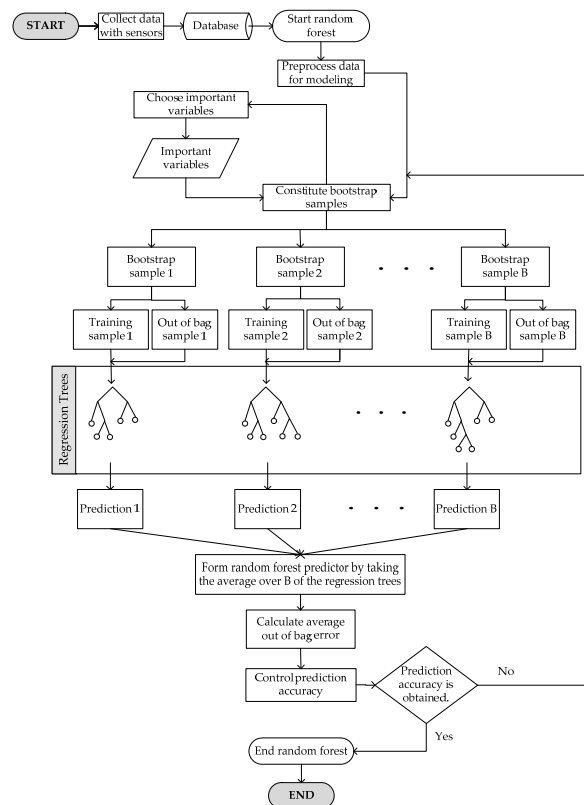 START
Collect data
with sensors
Database
Start random
forest
Preprocess data
for modeling
Choose important
variables
Important
variables
Constitute bootstrap
samples
Bootstrap
sample 1
Bootstrap
sample 2
. . .
Bootstrap
sample B
Training
sample 1
Out of bag
sample 1
Training
sample 2
Out of bag
sample 2
Training
sample B
Out of bag
sample B
Regression Trees
. . .
Prediction 1
Prediction 2
. . .
Prediction B
Form random forest predictor by taking
the average over B of the regression trees
Calculate average
out of bag error
Control prediction
accuracy
Prediction
accuracy is
obtained.
No
Yes
End random forest
END